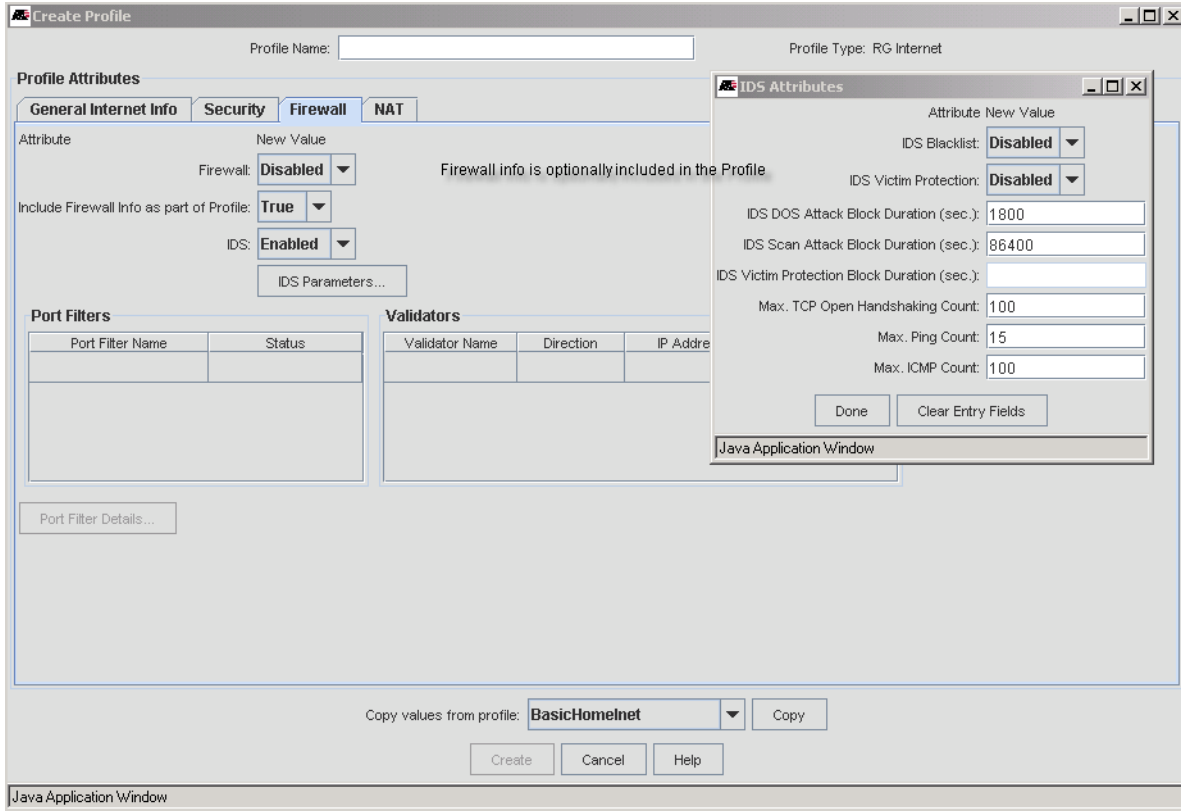 Create Profile
Profile Name:
Profile Type: RG Internet
Profile Attributes
General Internet Info
Security
Firewall
NAT
Attribute
New Value
Firewall: Disabled
Firewall info is optionally included in the Profile
Include Firewall Info as part of Profile: True
IDS: Enabled
IDS Parameters...
Port Filters
Port Filter Name
Status
Validators
Validator Name
Direction
IP Addre
Port Filter Details...
IDS Attributes
Attribute New Value
IDS Blacklist: Disabled
IDS Victim Protection: Disabled
IDS DOS Attack Block Duration (sec.): 1800
IDS Scan Attack Block Duration (sec.): 86400
IDS Victim Protection Block Duration (sec.):
Max. TCP Open Handshaking Count: 100
Max. Ping Count: 15
Max. ICMP Count: 100
Done
Clear Entry Fields
Java Application Window
Copy values from profile: BasicHomeInet
Copy
Create
Cancel
Help
Java Application Window